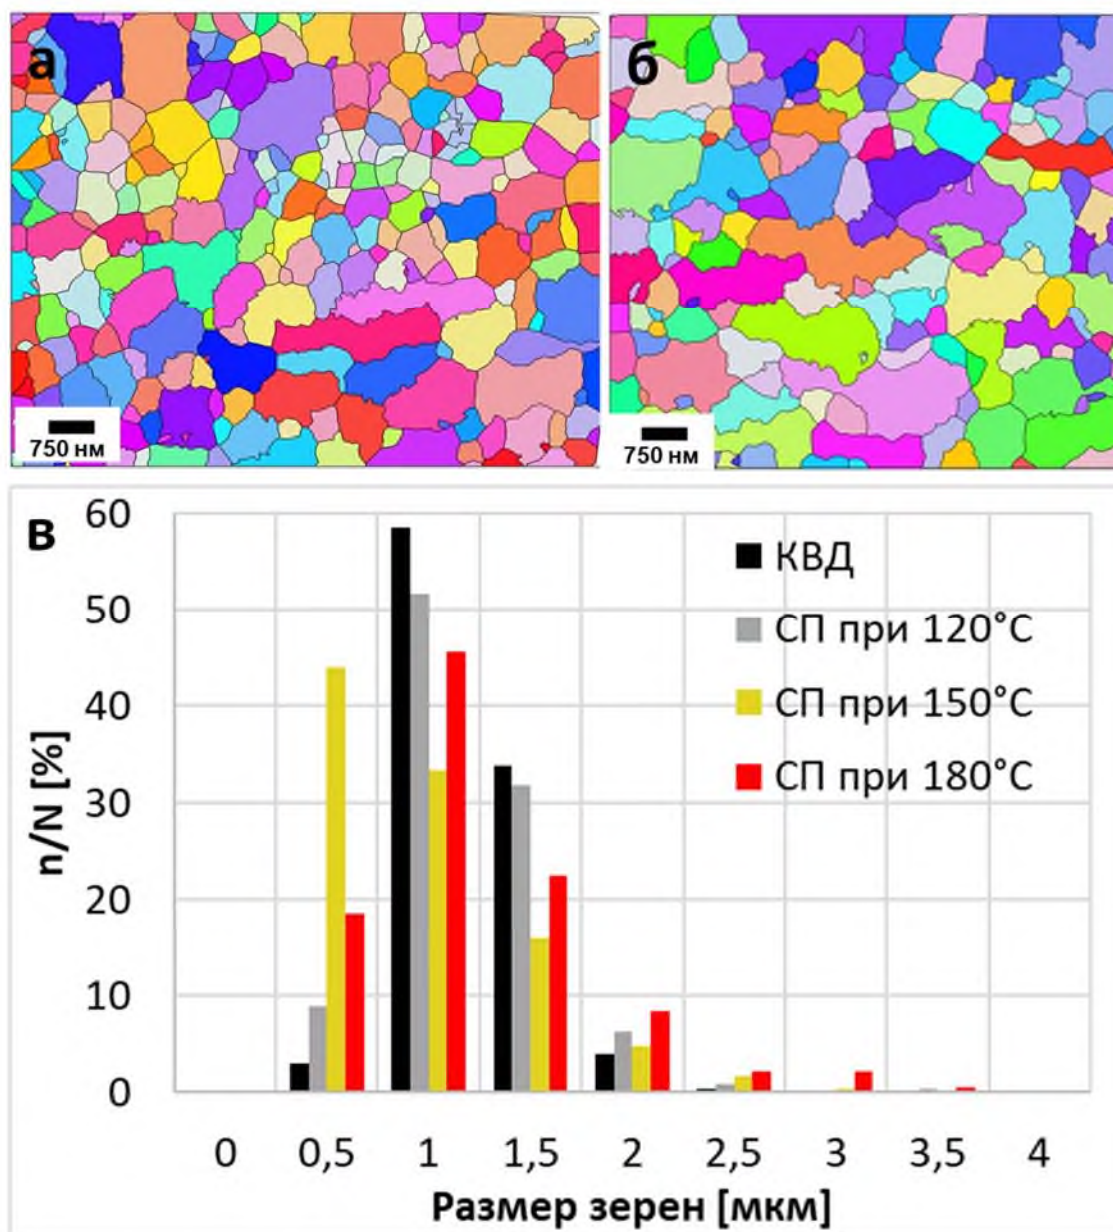 а
б
750 нм
750 нм
в
60
50
40
30
20
10
0
n/N [%]
КВД
СП при 120°C
СП при 150°C
СП при 180°C
0 0,5 1 1,5 2 2,5 3 3,5 4
Размер зерен [мкм]